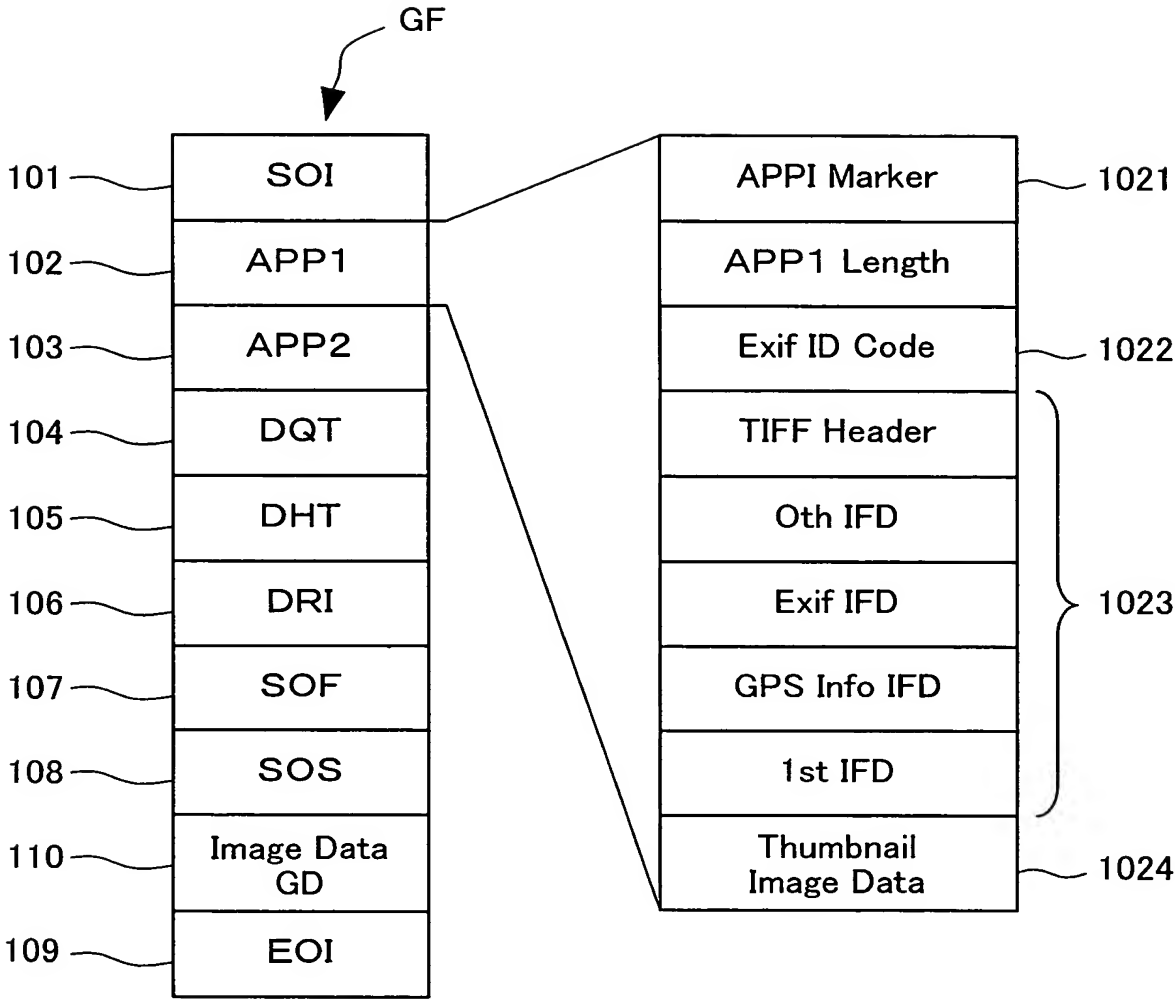 GF
101 SOI
102 APP1
103 APP2
104 DQT
105 DHT
106 DRI
107 SOF
108 SOS
110 Image Data
GD
109 EOI
APPI Marker 1021
APP1 Length
Exif ID Code 1022
TIFF Header
Oth IFD
Exif IFD
1023
GPS Info IFD
1st IFD
Thumbnail
Image Data 1024